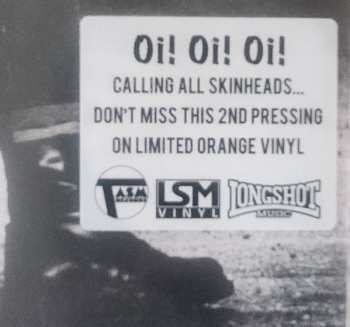 Oi! Oi! Oi!
CALLING ALL SKINHEADS...
DON'T MISS THIS 2ND PRESSING
ON LIMITED ORANGE VINYL
T.A.S.M.
RECORDS
LSM
VINYL
LONGSHOT
MUSIC